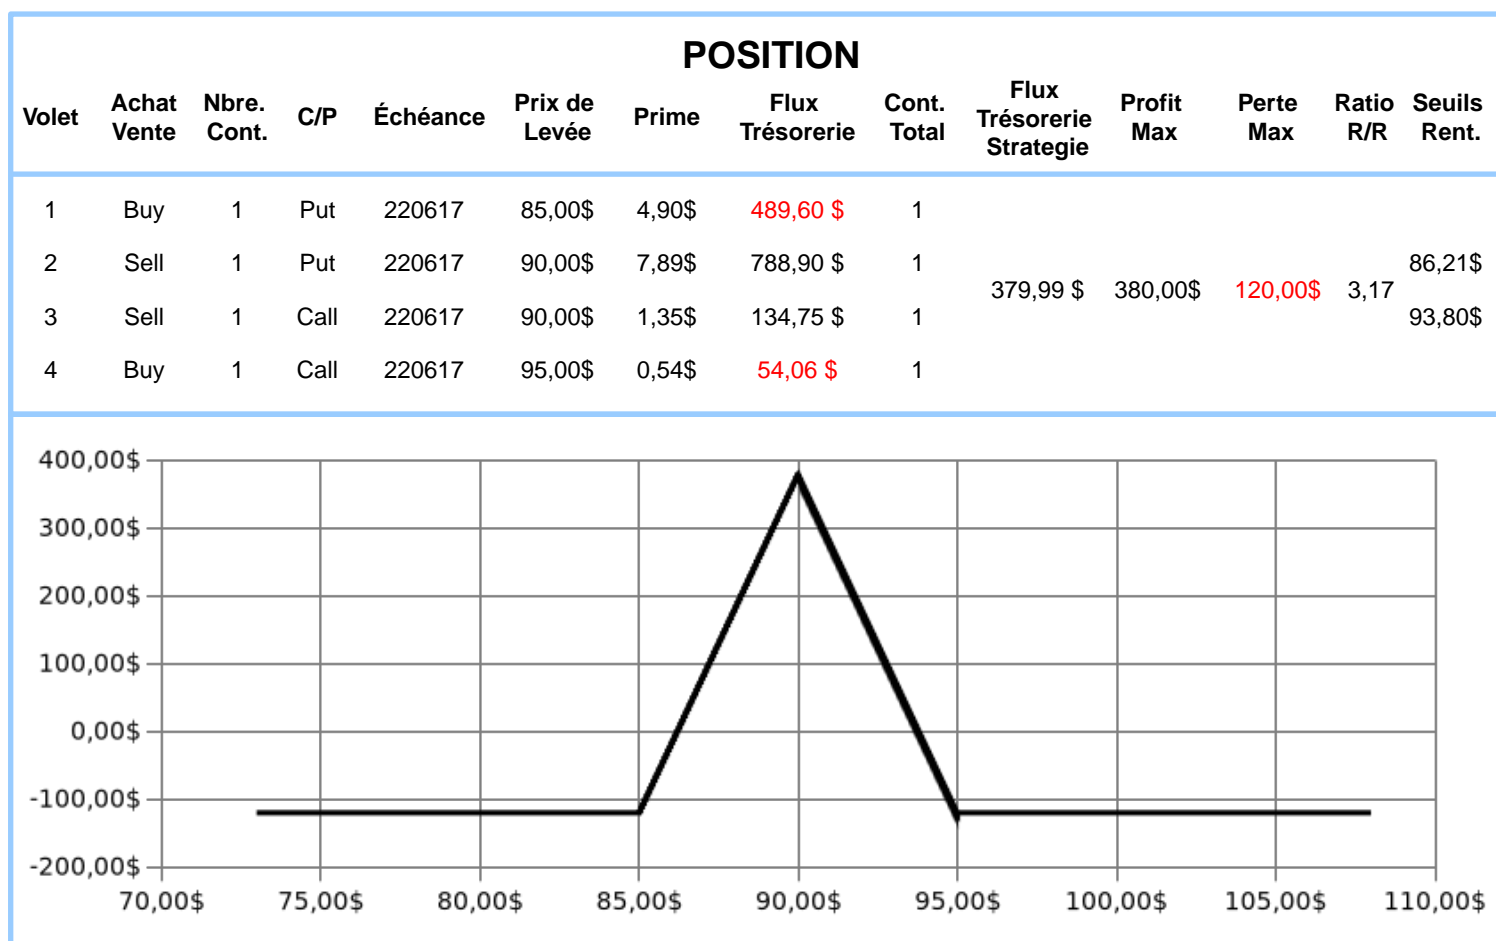 POSITION
Volet Achat Vente Nbre. Cont. C/P Échéance Prix de Levée Prime Flux Trésorerie Cont. Total Flux Trésorerie Strategie Profit Max Perte Max Ratio R/R Seuils Rent.
1 Buy 1 Put 220617 85,00$ 4,90$ 489,60 $ 1
2 Sell 1 Put 220617 90,00$ 7,89$ 788,90 $ 1 86,21$
379,99 $ 380,00$ 120,00$ 3,17
3 Sell 1 Call 220617 90,00$ 1,35$ 134,75 $ 1 93,80$
4 Buy 1 Call 220617 95,00$ 0,54$ 54,06 $ 1
400,00$
300,00$
200,00$
100,00$
0,00$
-100,00$
-200,00$
70,00$ 75,00$ 80,00$ 85,00$ 90,00$ 95,00$ 100,00$ 105,00$ 110,00$